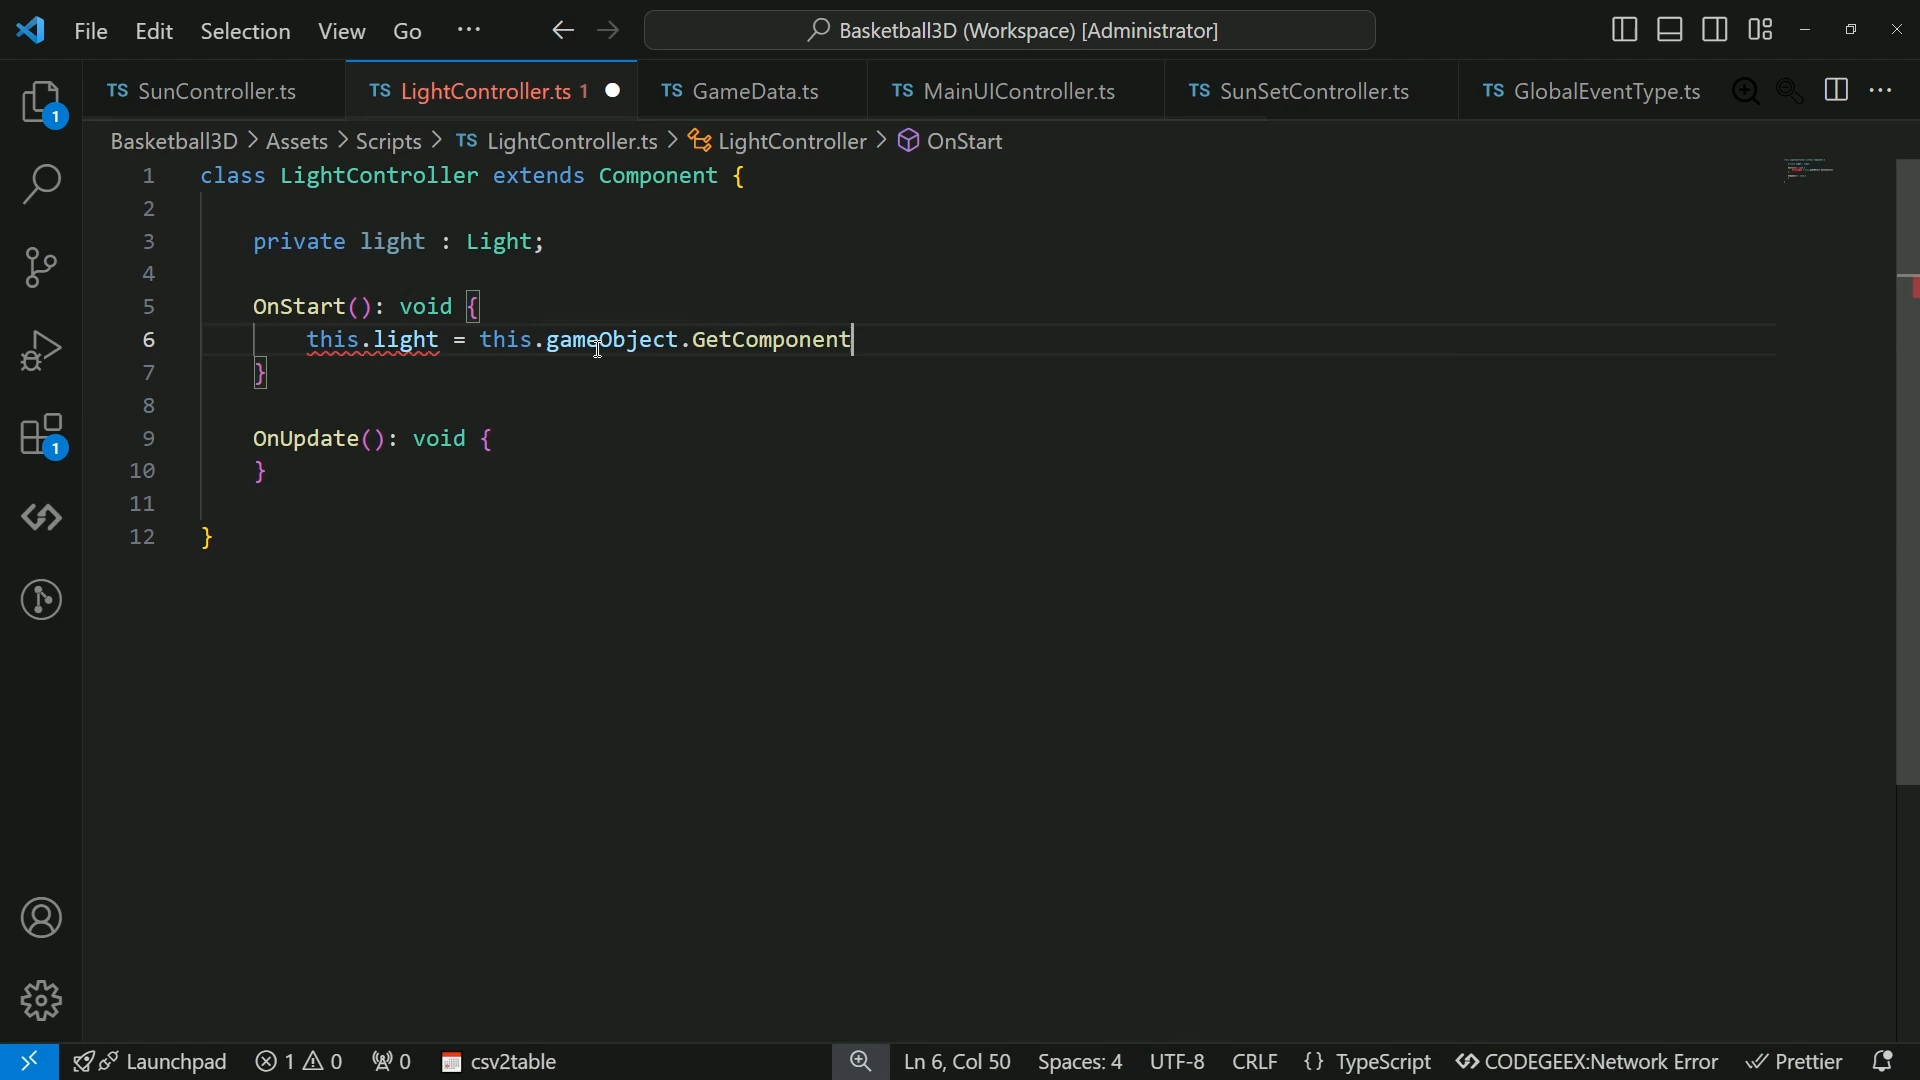 File Edit Selection View Go ··· Basketball3D (Workspace) [Administrator]
TS SunController.ts TS LightController.ts 1 TS GameData.ts TS MainUIController.ts TS SunSetController.ts TS GlobalEventType.ts
Basketball3D > Assets > Scripts > TS LightController.ts > LightController > OnStart
1 class LightController extends Component {
2
3 private light : Light;
4
5 OnStart(): void {
6 this.light = this.gameObject.GetComponent
7 }
8
9 OnUpdate(): void {
10 }
11
12 }
1
1
Launchpad 1 0 0 csv2table Ln 6, Col 50 Spaces: 4 UTF-8 CRLF {} TypeScript CODEGEEX:Network Error Prettier